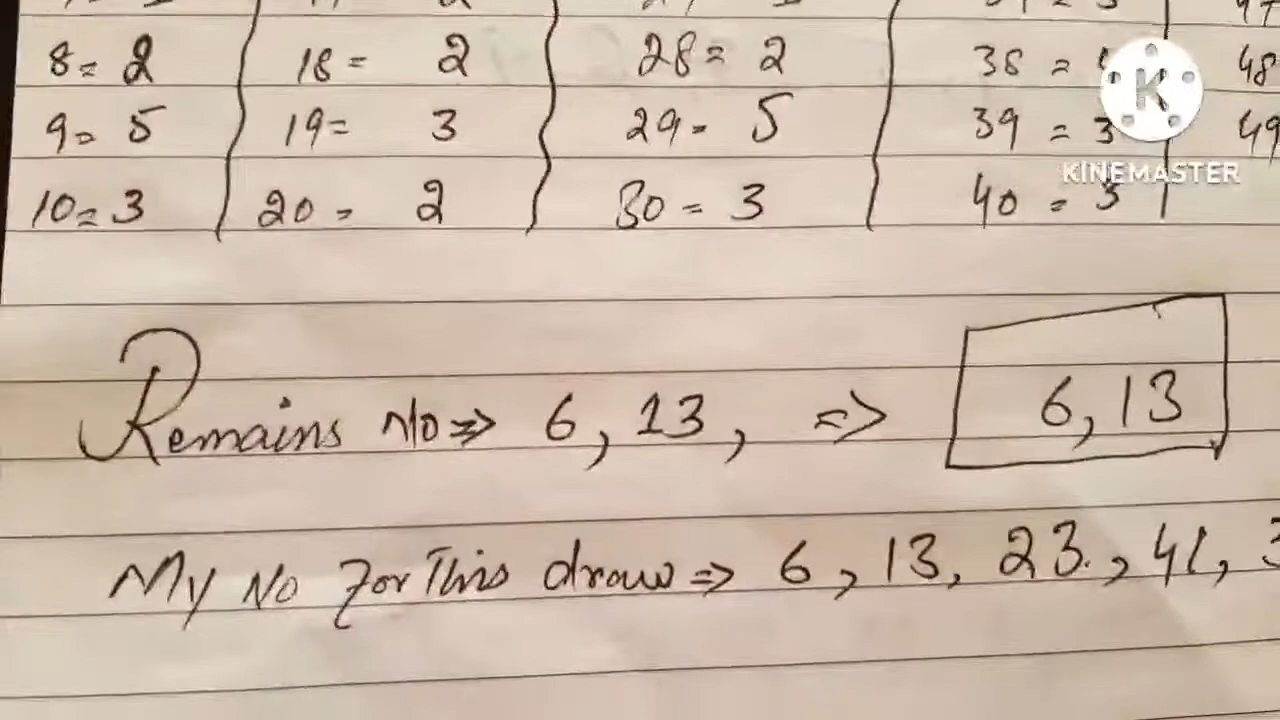 8= 2 18= 2 28= 2 38 = 48
9= 5 19= 3 29= 5 39 = 3 49
10= 3 20= 2 30= 3 40 = 3
K
KINEMASTER
Remains No => 6, 13, => 6, 13
My No for This draw => 6, 13, 23., 41,